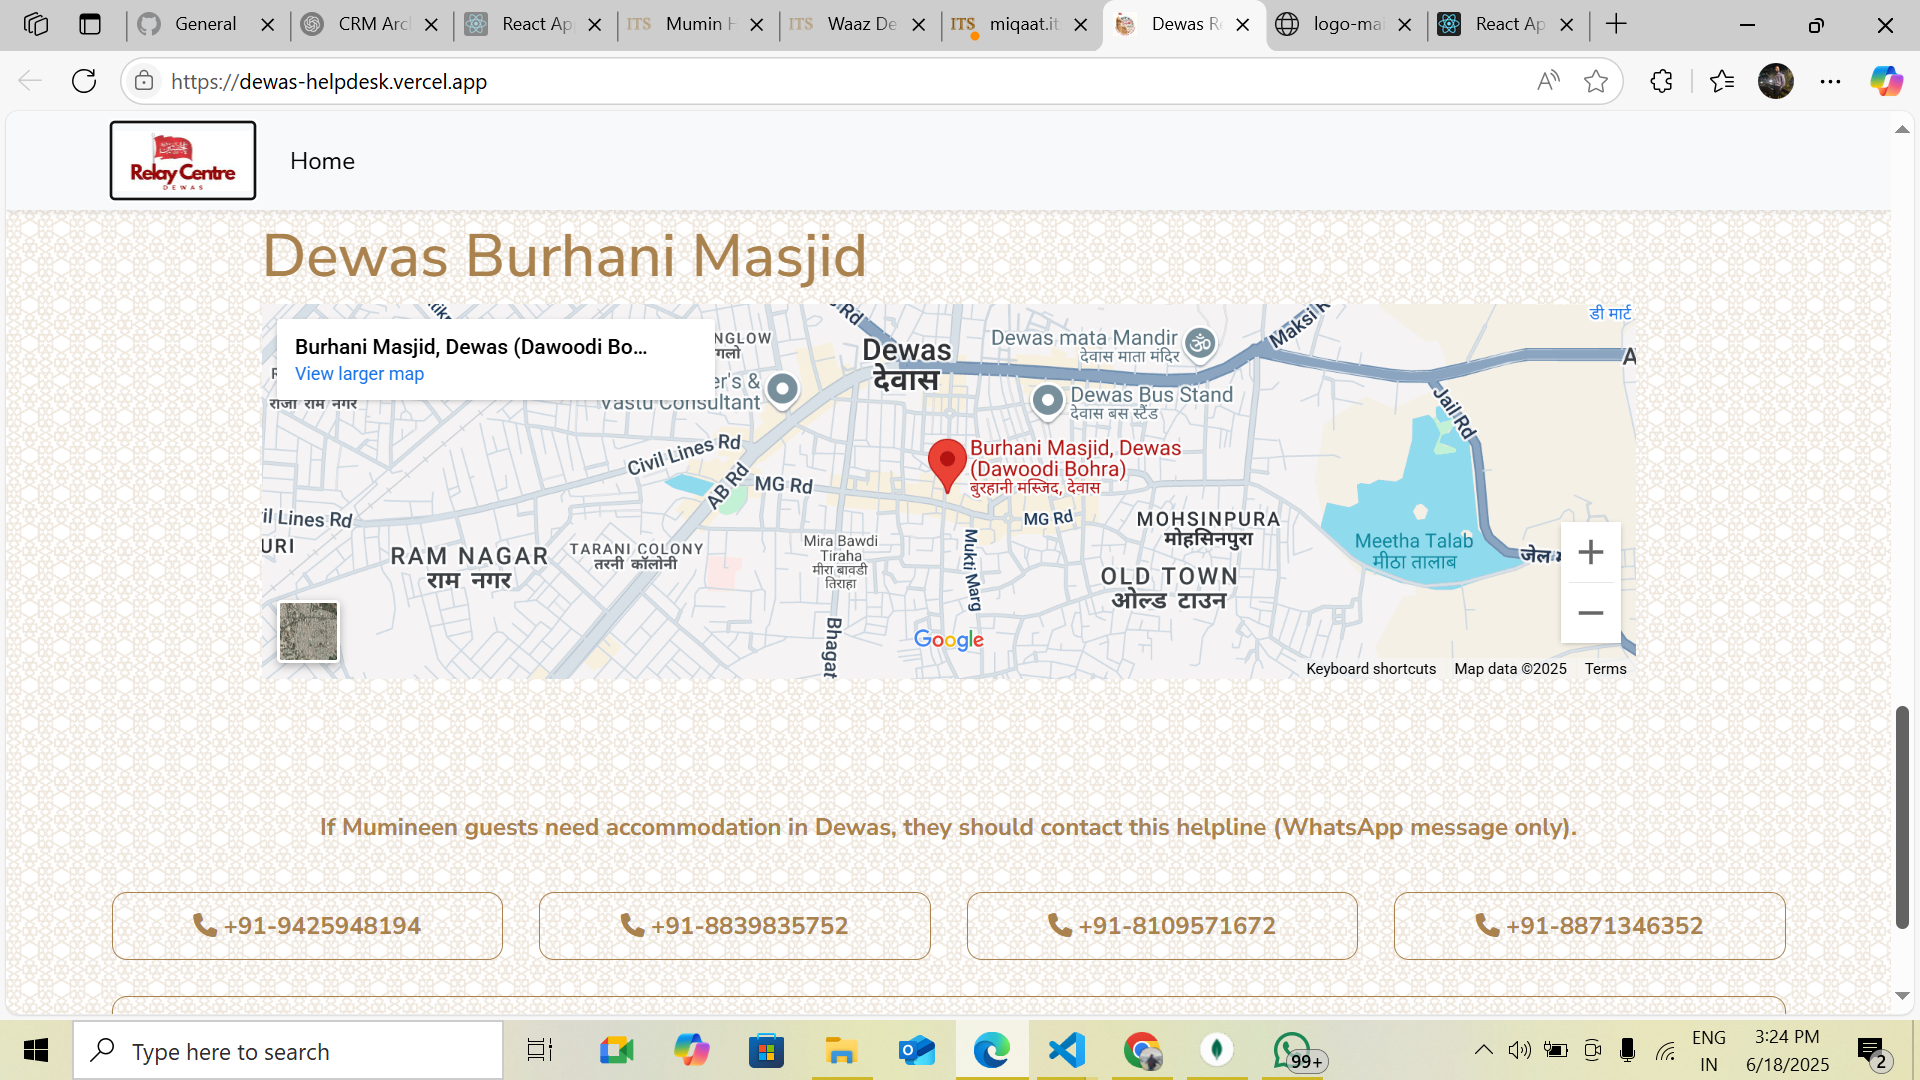 General
CRM Arc
React Ap
Mumin H
Waaz De
miqaat.it
Dewas Re
logo-mai
React Ap
https://dewas-helpdesk.vercel.app
Relay Centre
DEWAS
Home
Dewas Burhani Masjid
Burhani Masjid, Dewas (Dawoodi Bo...
View larger map
NGLOW
गलो
राजा राम नगर
er's &
Vastu Consultant
Dewas
देवास
Dewas mata Mandir
देवास माता मंदिर
Maksi R
डी मार्ट
A
Dewas Bus Stand
देवास बस स्टैंड
Jail Rd
Civil Lines Rd
AB Rd
MG Rd
Burhani Masjid, Dewas
(Dawoodi Bohra)
बुरहानी मस्जिद, देवास
MG Rd
MOHSINPURA
मोहसिनपुरा
vil Lines Rd
URI
RAM NAGAR
राम नगर
TARANI COLONY
तरनी कॉलोनी
Mira Bawdi
Tiraha
मीरा बावडी
तिराहा
Mukti Marg
OLD TOWN
ओल्ड टाउन
Meetha Talab
मीठा तालाब
जेल
Bhagat
Google
Keyboard shortcuts Map data ©2025 Terms
If Mumineen guests need accommodation in Dewas, they should contact this helpline (WhatsApp message only).
+91-9425948194
+91-8839835752
+91-8109571672
+91-8871346352
Type here to search
99+
ENG
IN
3:24 PM
6/18/2025
2